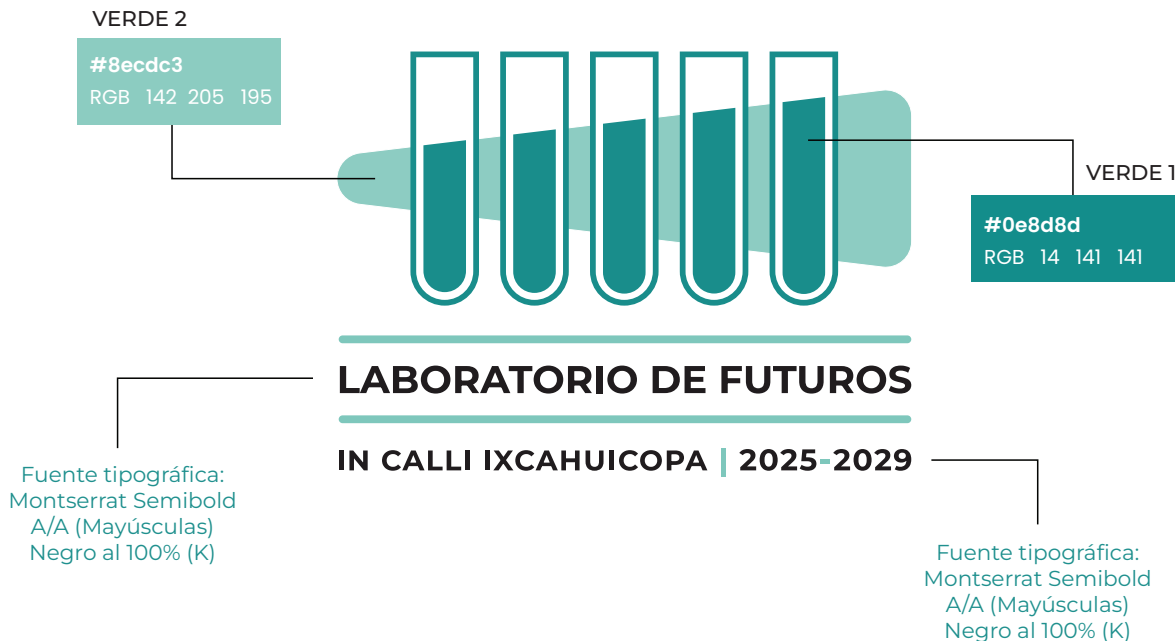 VERDE 2
#8ecdc3
RGB 142 205 195
VERDE 1
#0e8d8d
RGB 14 141 141
LABORATORIO DE FUTUROS
IN CALLI IXCAHUICOPA | 2025-2029
Fuente tipográfica:
Montserrat Semibold
A/A (Mayúsculas)
Negro al 100% (K)
Fuente tipográfica:
Montserrat Semibold
A/A (Mayúsculas)
Negro al 100% (K)